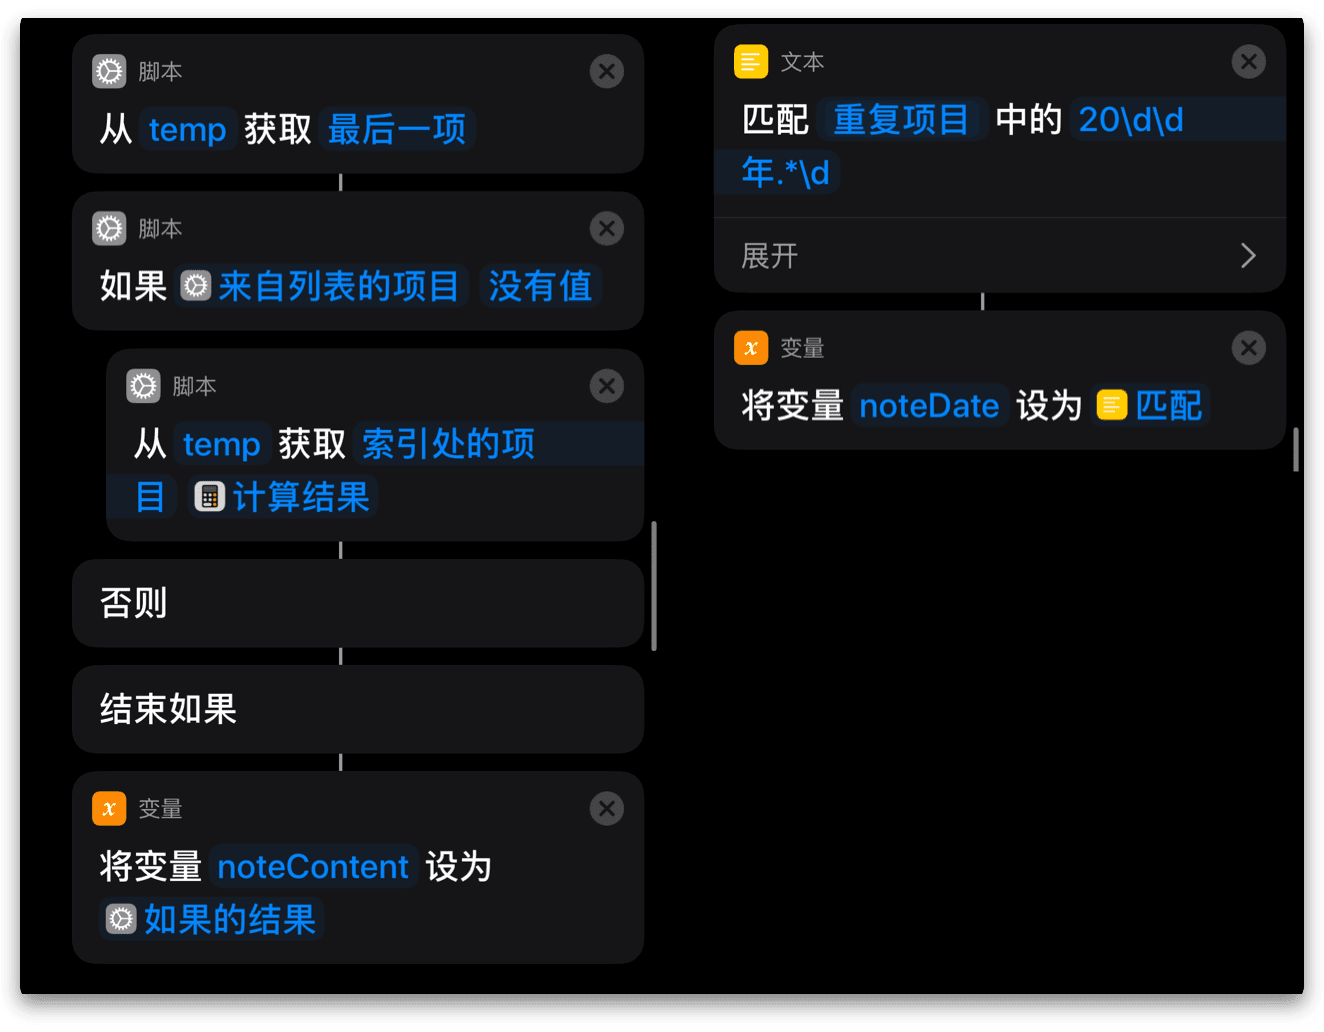 脚本
从 temp 获取 最后一项
脚本
如果 来自列表的项目 没有值
脚本
从 temp 获取 索引处的项
目 计算结果
否则
结束如果
变量
将变量 noteContent 设为
如果的结果
文本
匹配 重复项目 中的 20\d\d
年.*\d
展开
变量
将变量 noteDate 设为 匹配